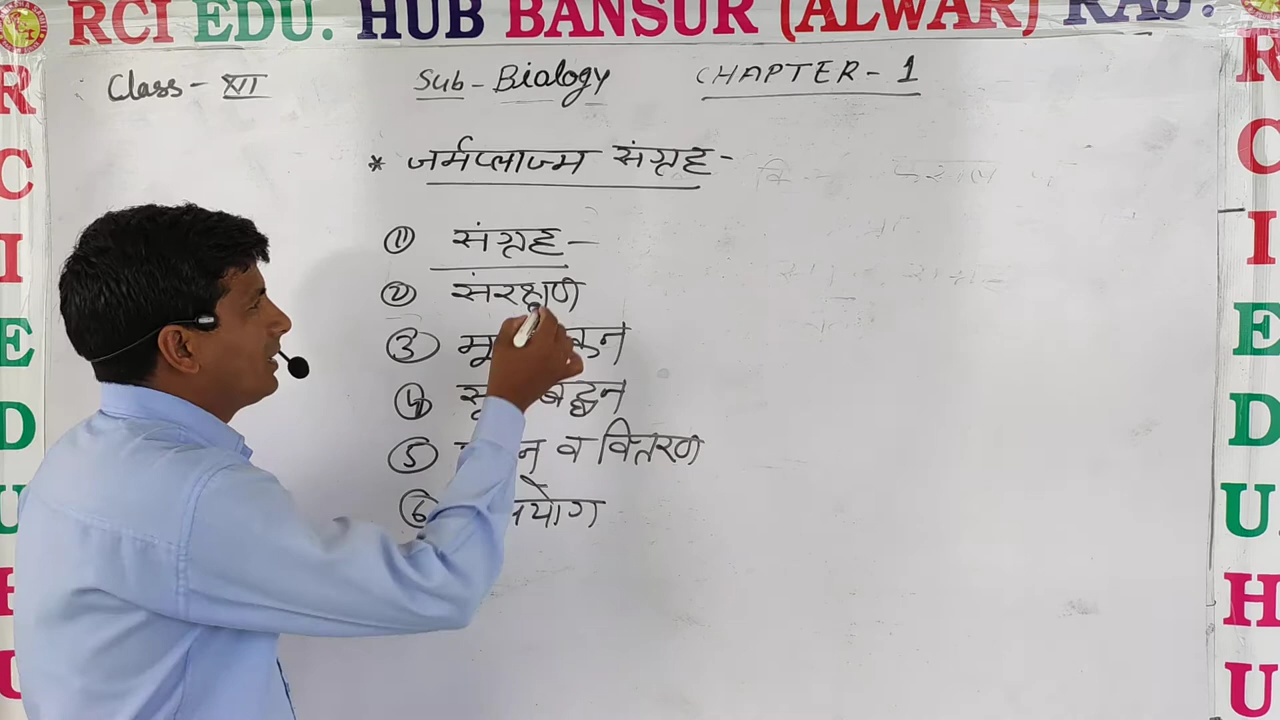 RCI EDU. HUB BANSUR (ALWAR) RAJ.
Class - XII Sub - Biology CHAPTER - 1
* जर्मप्लाज्म संग्रह -
① संग्रह -
② संरक्षण
③
④
⑤ व वितरण
⑥
R C I E D U H U
R C I E D U. H U